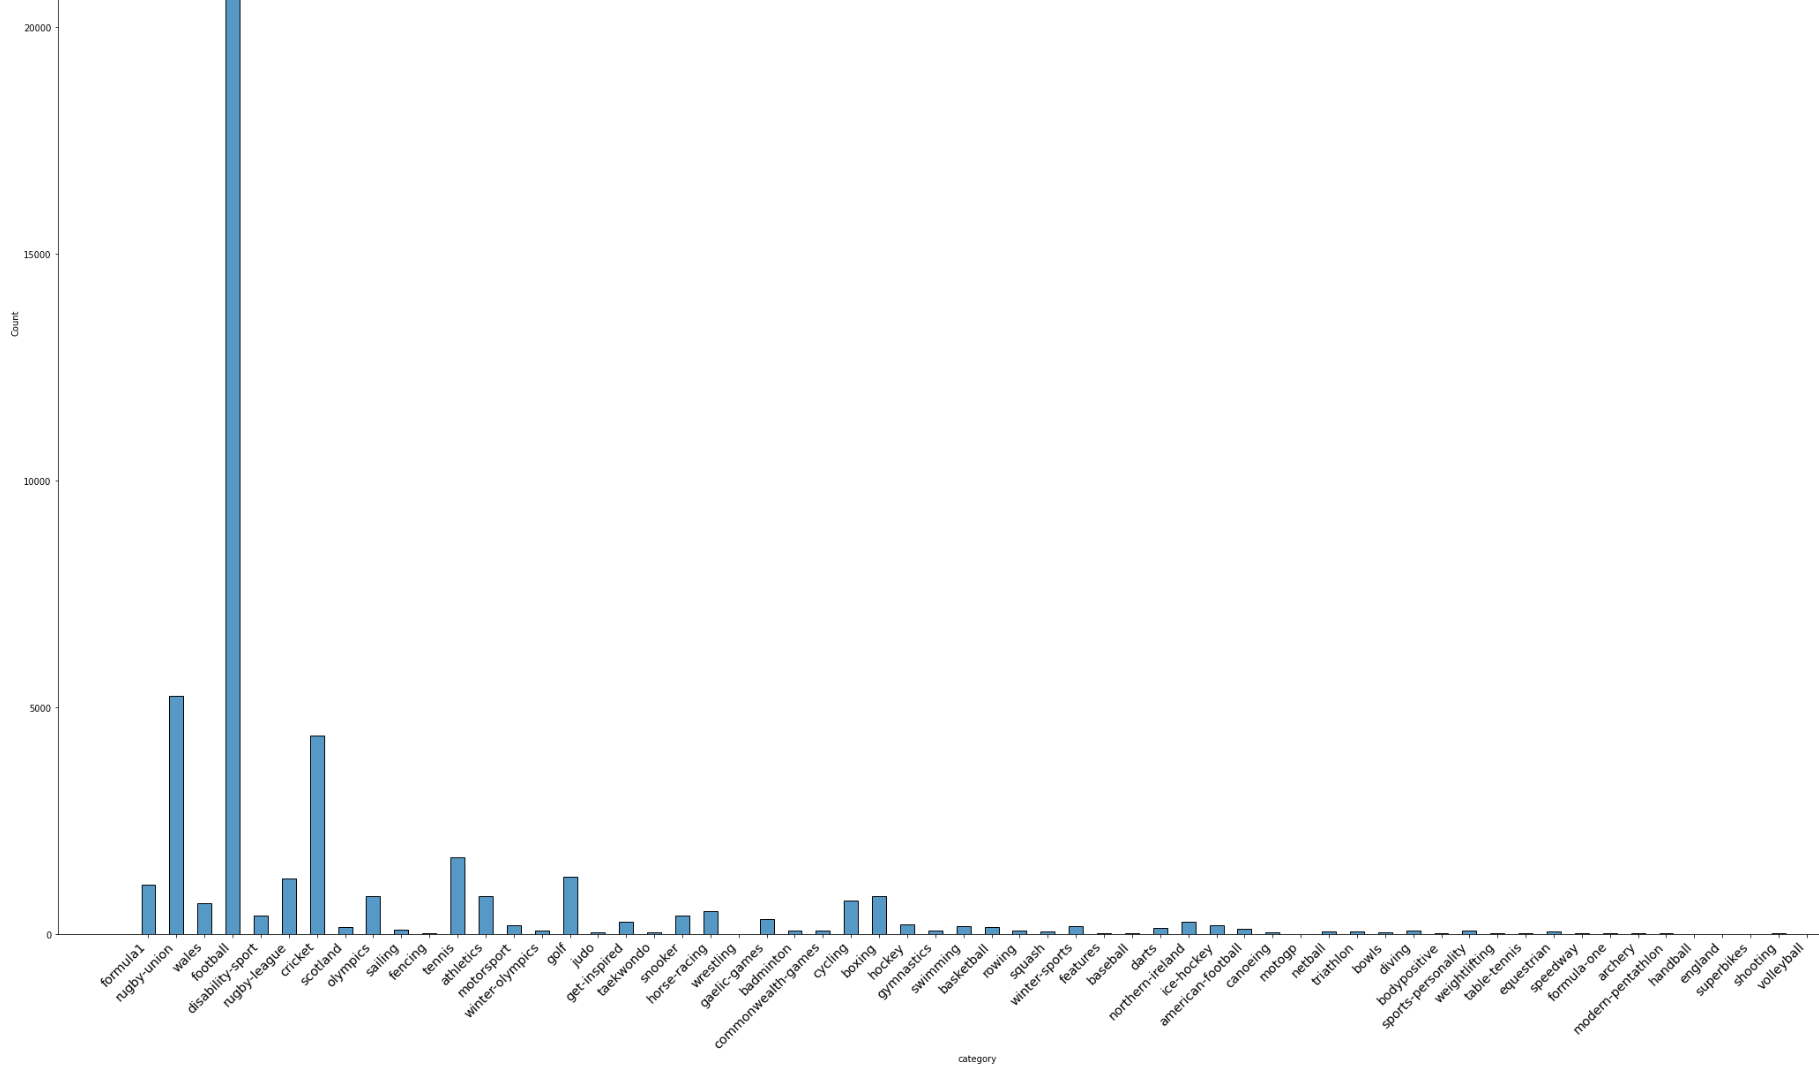 20000
15000
10000
5000
0
Count
formula1
rugby-union
wales
football
disability-sport
rugby-league
cricket
scotland
olympics
sailing
fencing
tennis
athletics
motorsport
winter-olympics
golf
judo
get-inspired
taekwondo
snooker
horse-racing
wrestling
gaelic-games
badminton
commonwealth-games
cycling
boxing
hockey
gymnastics
swimming
basketball
rowing
squash
winter-sports
features
baseball
darts
northern-ireland
ice-hockey
american-football
canoeing
motogp
netball
triathlon
bowls
diving
bodypositive
sports-personality
weightlifting
table-tennis
equestrian
speedway
formula-one
archery
modern-pentathlon
handball
england
superbikes
shooting
volleyball
category